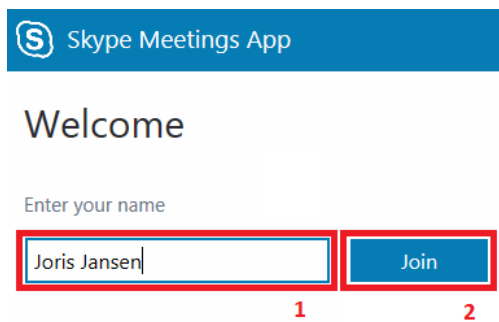 S Skype Meetings App
Welcome
Enter your name
Joris Jansen Join
1 2